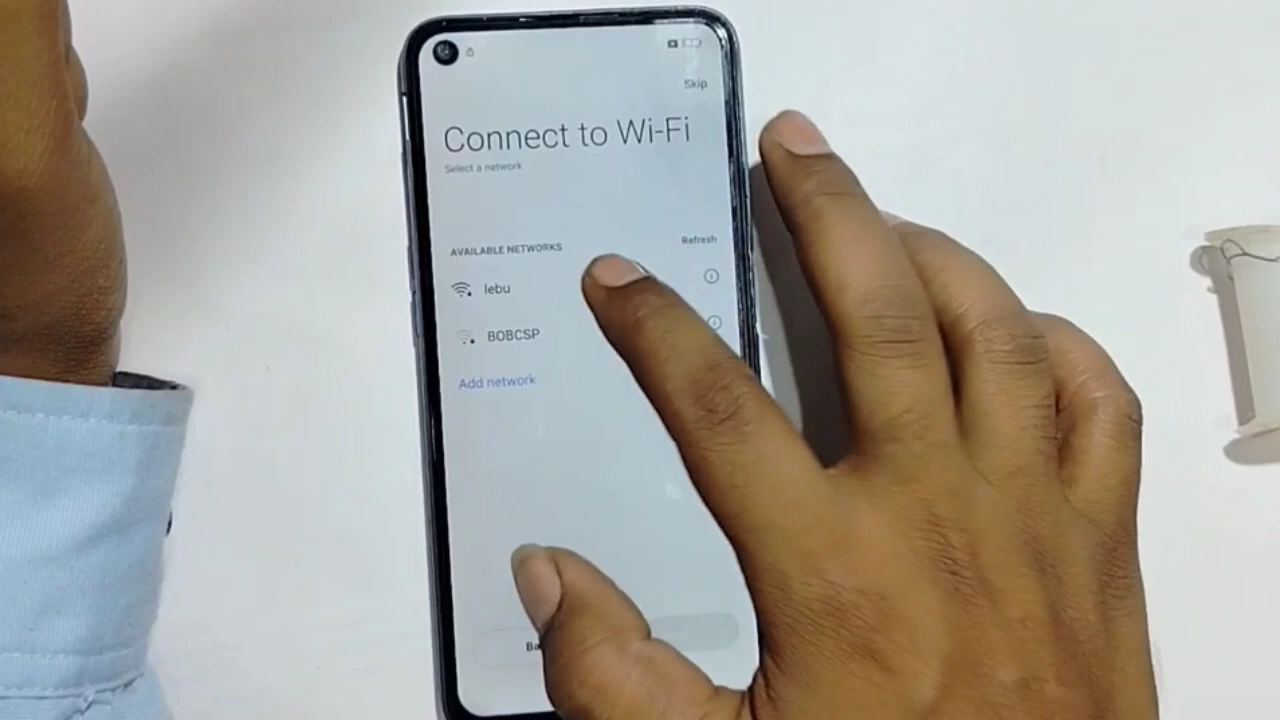 Skip
Connect to Wi-Fi
Select a network
AVAILABLE NETWORKS
Refresh
lebu
BOBCSP
Add network